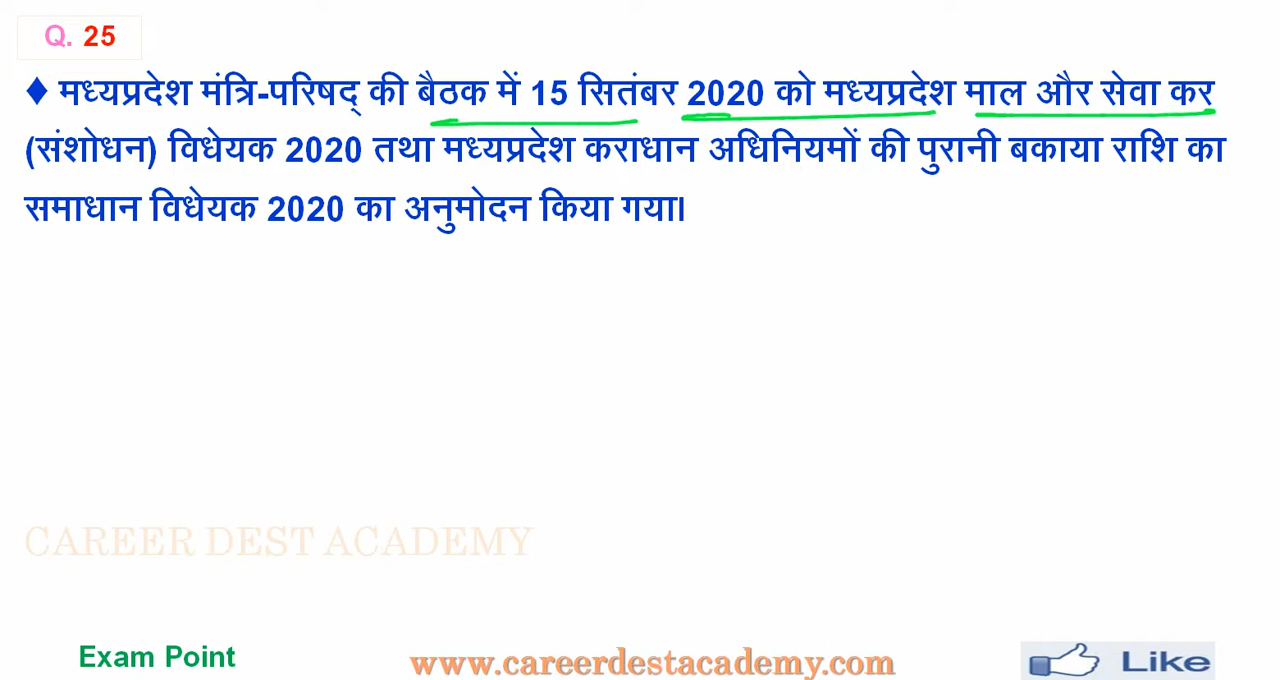 Q. 25
♦ मध्यप्रदेश मंत्रि-परिषद् की बैठक में 15 सितंबर 2020 को मध्यप्रदेश माल और सेवा कर
(संशोधन) विधेयक 2020 तथा मध्यप्रदेश कराधान अधिनियमों की पुरानी बकाया राशि का
समाधान विधेयक 2020 का अनुमोदन किया गया।
CAREER DEST ACADEMY
Exam Point
www.careerdestacademy.com
Like